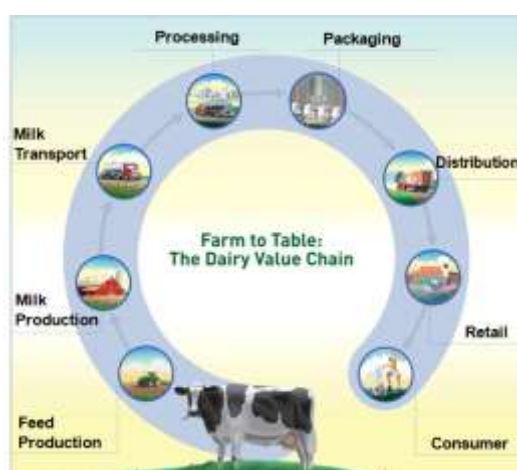 Processing
Packaging
Milk
Transport
Distribution
Farm to Table:
The Dairy Value Chain
Milk
Production
Retail
Feed
Production
Consumer